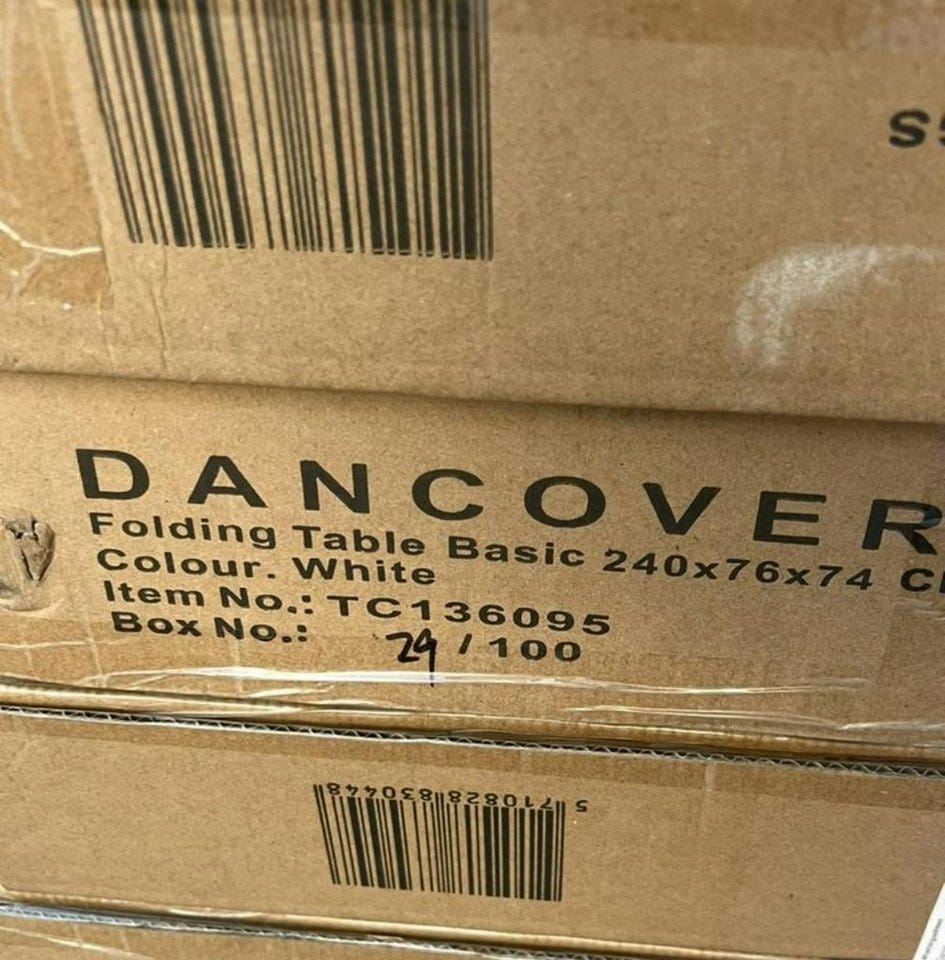 DANCOVER
Folding Table Basic 240x76x74
Colour. White
Item No.: TC136095
Box No.: 29 / 100
5 710828 830448